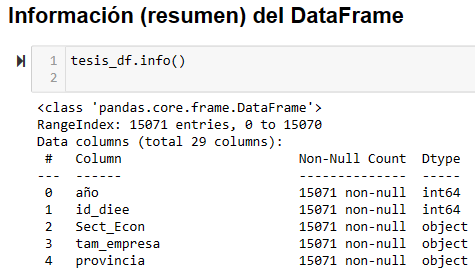 Información (resumen) del DataFrame
1 tesis_df.info()
2
<class 'pandas.core.frame.DataFrame'>
RangeIndex: 15071 entries, 0 to 15070
Data columns (total 29 columns):
 #   Column                        Non-Null Count  Dtype
---  ------                        --------------  -----
 0   año                           15071 non-null  int64
 1   id_diee                       15071 non-null  int64
 2   Sect_Econ                     15071 non-null  object
 3   tam_empresa                   15071 non-null  object
 4   provincia                     15071 non-null  object